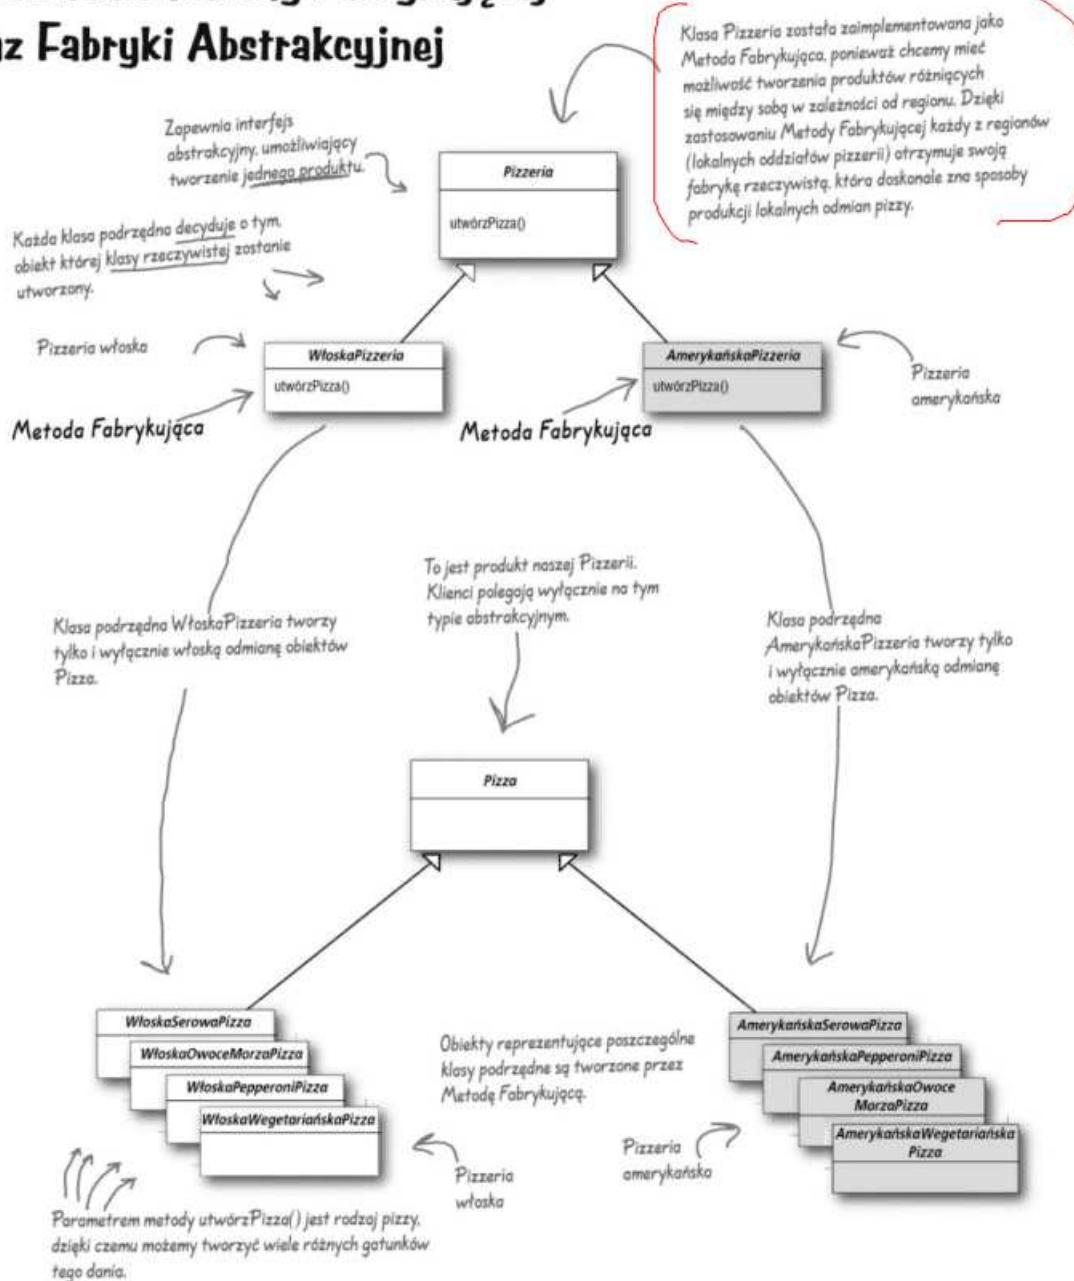 z Fabryki Abstrakcyjnej
Klasa Pizzeria została zaimplementowana jako
Metoda Fabrykująca, ponieważ chcemy mieć
możliwość tworzenia produktów różniących
się między sobą w zależności od regionu. Dzięki
zastosowaniu Metody Fabrykującej każdy z regionów
(lokalnych oddziałów pizzerii) otrzymuje swoją
fabrykę rzeczywistą, która doskonale zna sposoby
produkcji lokalnych odmian pizzy.
Zapewnia interfejs
abstrakcyjny, umożliwiający
tworzenie jednego produktu.
Pizzeria
utwórzPizza()
Każda klasa podrzędna decyduje o tym,
obiekt której klasy rzeczywistej zostanie
utworzony.
Pizzeria włoska
WłoskaPizzeria
utwórzPizza()
AmerykańskaPizzeria
utwórzPizza()
Pizzeria
amerykańska
Metoda Fabrykująca
Metoda Fabrykująca
To jest produkt naszej Pizzerii.
Klienci polegają wyłącznie na tym
typie abstrakcyjnym.
Klasa podrzędna WłoskaPizzeria tworzy
tylko i wyłącznie włoską odmianę obiektów
Pizza.
Klasa podrzędna
AmerykańskaPizzeria tworzy tylko
i wyłącznie amerykańską odmianę
obiektów Pizza.
Pizza
WłoskaSerowaPizza
WłoskaOwoceMorzaPizza
WłoskaPepperoniPizza
WłoskaWegetariańskaPizza
Obiekty reprezentujące poszczególne
klasy podrzędne są tworzone przez
Metodę Fabrykującą.
AmerykańskaSerowaPizza
AmerykańskaPepperoniPizza
AmerykańskaOwoce
MorzaPizza
AmerykańskaWegetariańska
Pizza
Pizzeria
włoska
Pizzeria
amerykańska
Parametrem metody utwórzPizza() jest rodzaj pizzy,
dzięki czemu możemy tworzyć wiele różnych gatunków
tego dania.